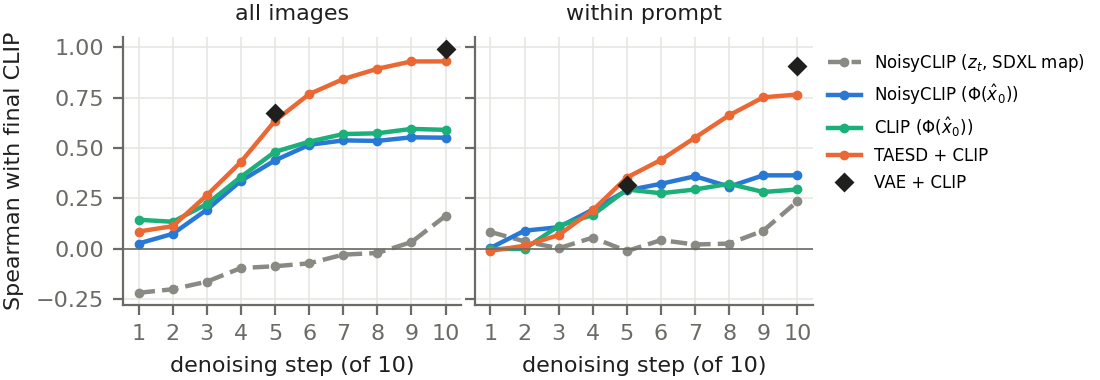 all images
within prompt
Spearman with final CLIP
1.00
0.75
0.50
0.25
0.00
−0.25
1 2 3 4 5 6 7 8 9 10
1 2 3 4 5 6 7 8 9 10
denoising step (of 10)
denoising step (of 10)
NoisyCLIP (zₜ, SDXL map)
NoisyCLIP (Φ(x̂₀))
CLIP (Φ(x̂₀))
TAESD + CLIP
VAE + CLIP